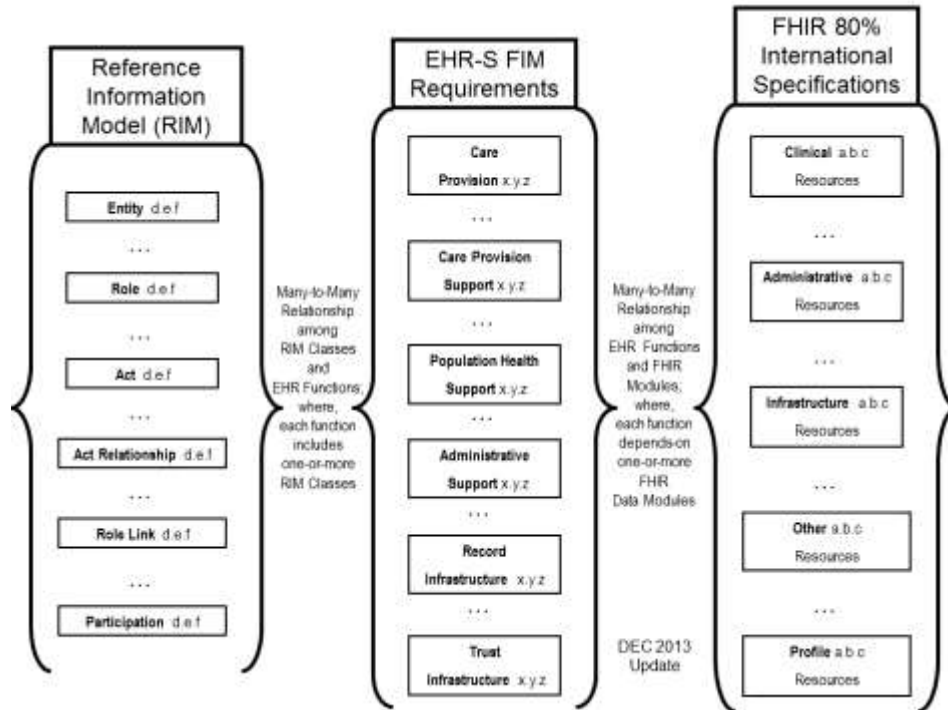 Reference
Information
Model (RIM)
Entity d.e.f
...
Role d.e.f
...
Act d.e.f
...
Act Relationship d.e.f
...
Role Link d.e.f
...
Participation d.e.f
Many-to-Many
Relationship
among
RIM Classes
and
EHR Functions;
where,
each function
includes
one-or-more
RIM Classes
EHR-S FIM
Requirements
Care
Provision x.y.z
...
Care Provision
Support x.y.z
...
Population Health
Support x.y.z
...
Administrative
Support x.y.z
...
Record
Infrastructure x.y.z
...
Trust
Infrastructure x.y.z
Many-to-Many
Relationship
among
EHR Functions
and FHIR
Modules;
where,
each function
depends-on
one-or-more
FHIR
Data Modules
DEC 2013
Update
FHIR 80%
International
Specifications
Clinical a.b.c
Resources
...
Administrative a.b.c
Resources
...
Infrastructure a.b.c
Resources
...
Other a.b.c
Resources
...
Profile a.b.c
Resources